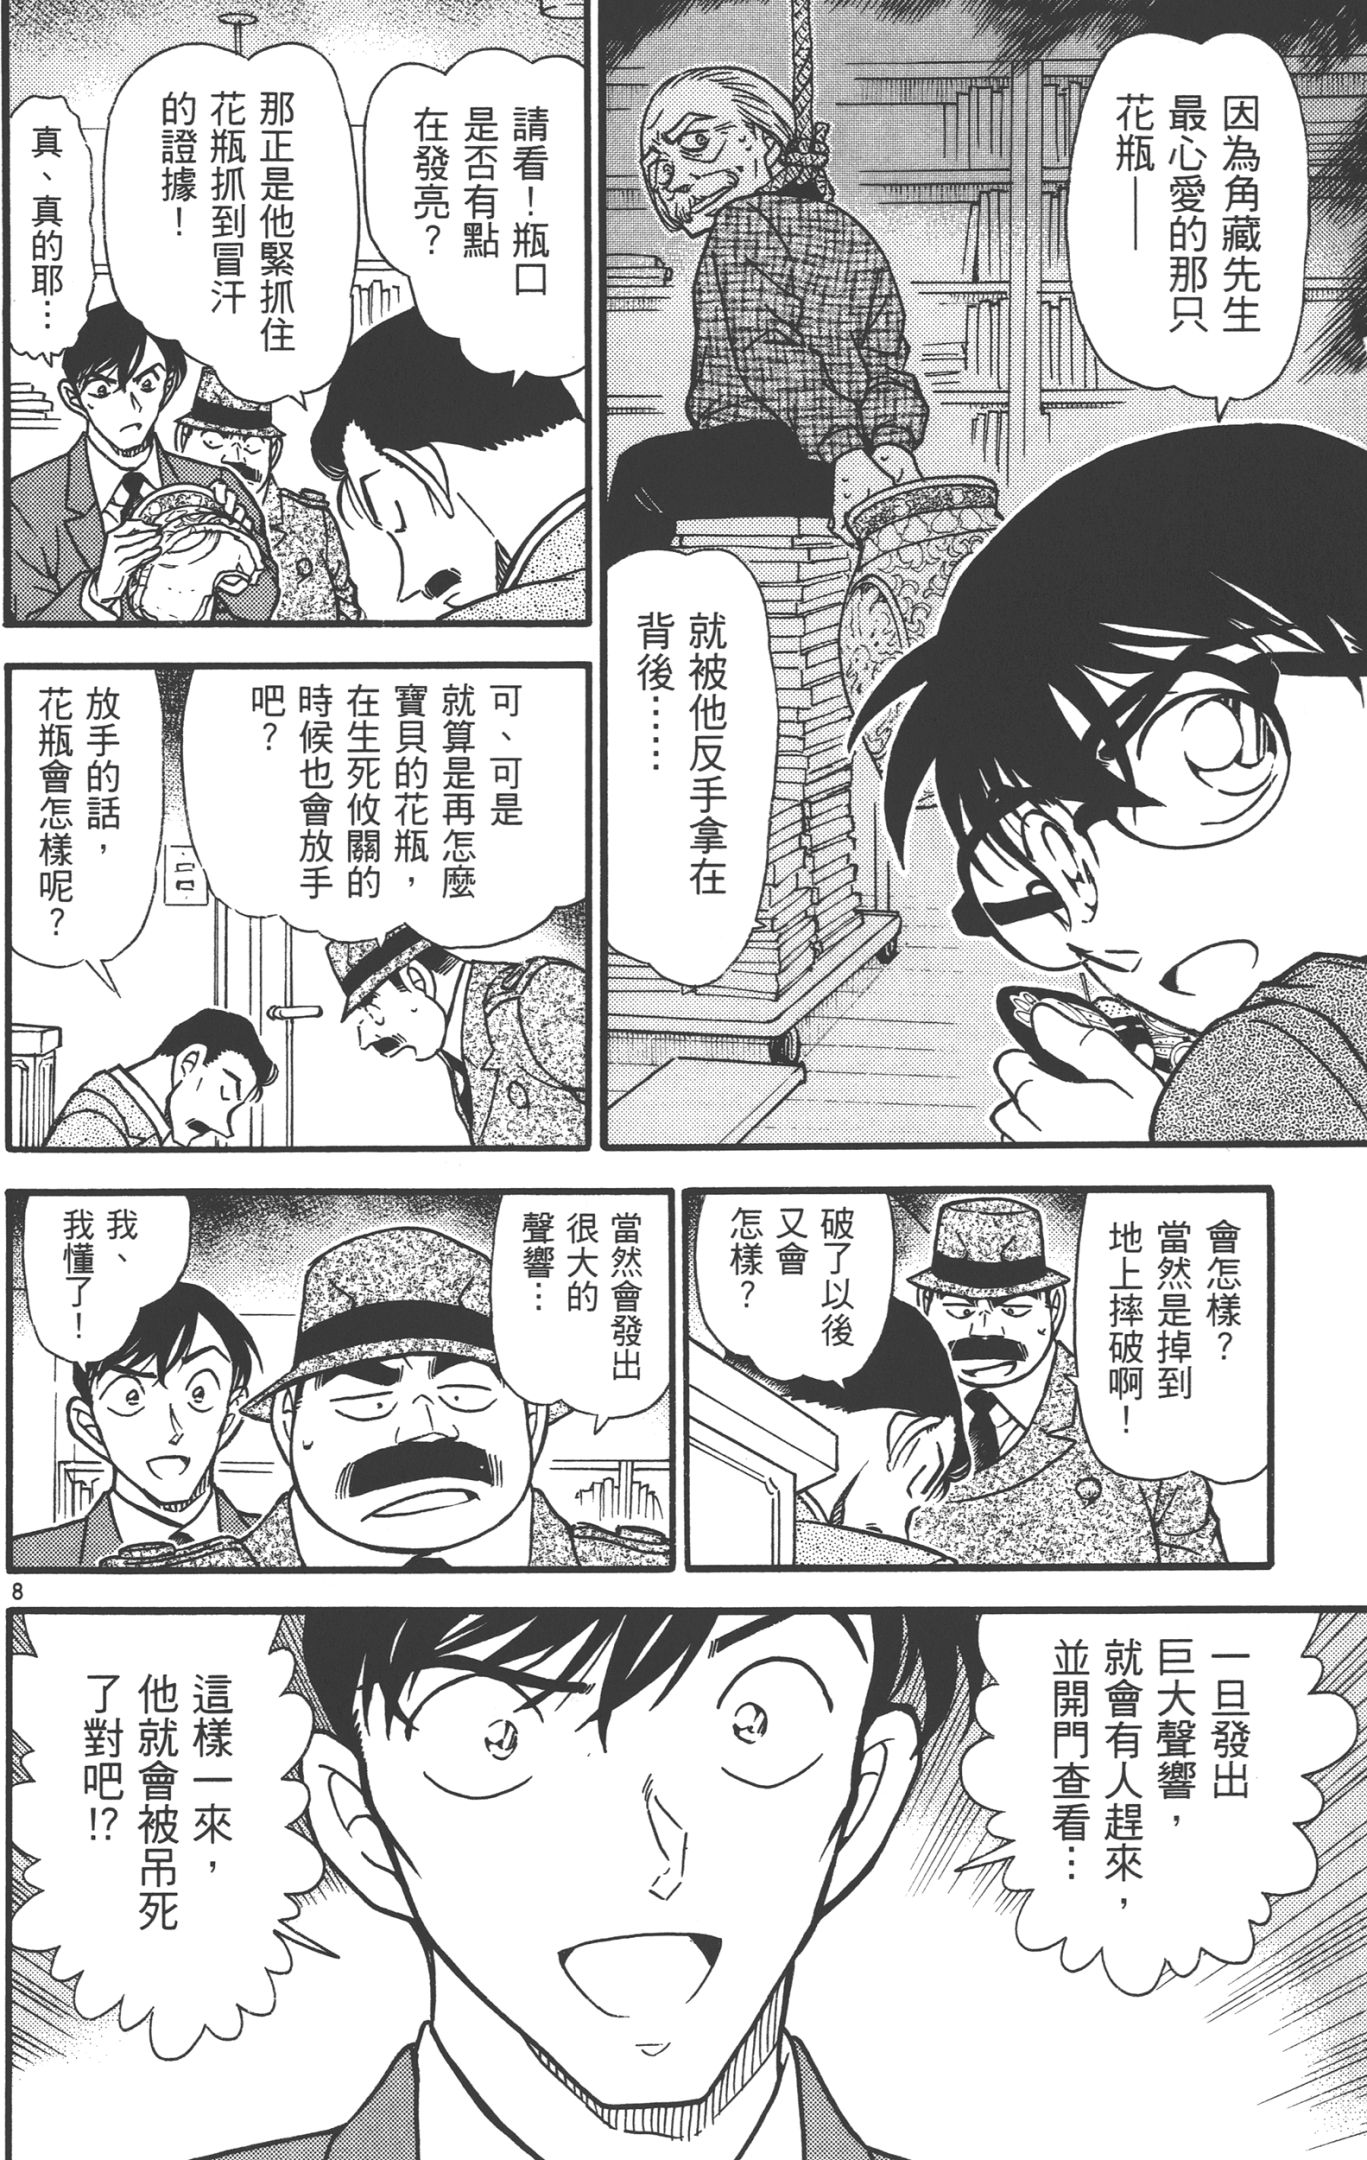 因為角藏先生
最心愛的那只
花瓶——
就被他反手拿在
背後……
請看！瓶口
是否有點
在發亮？
那正是他緊抓住
花瓶抓到冒汗
的證據！
真、真的耶…
可、可是
就算是再怎麼
寶貝的花瓶，
在生死攸關的
時候也會放手
吧？
放手的話，
花瓶會怎樣呢？
會怎樣？
當然是掉到
地上摔破啊！
破了以後
又會
怎樣？
當然會發出
很大的
聲響…
我、
我懂了！
8
一旦發出
巨大聲響，
就會有人趕來，
並開門查看…
這樣一來，
他就會被吊死
了對吧!?